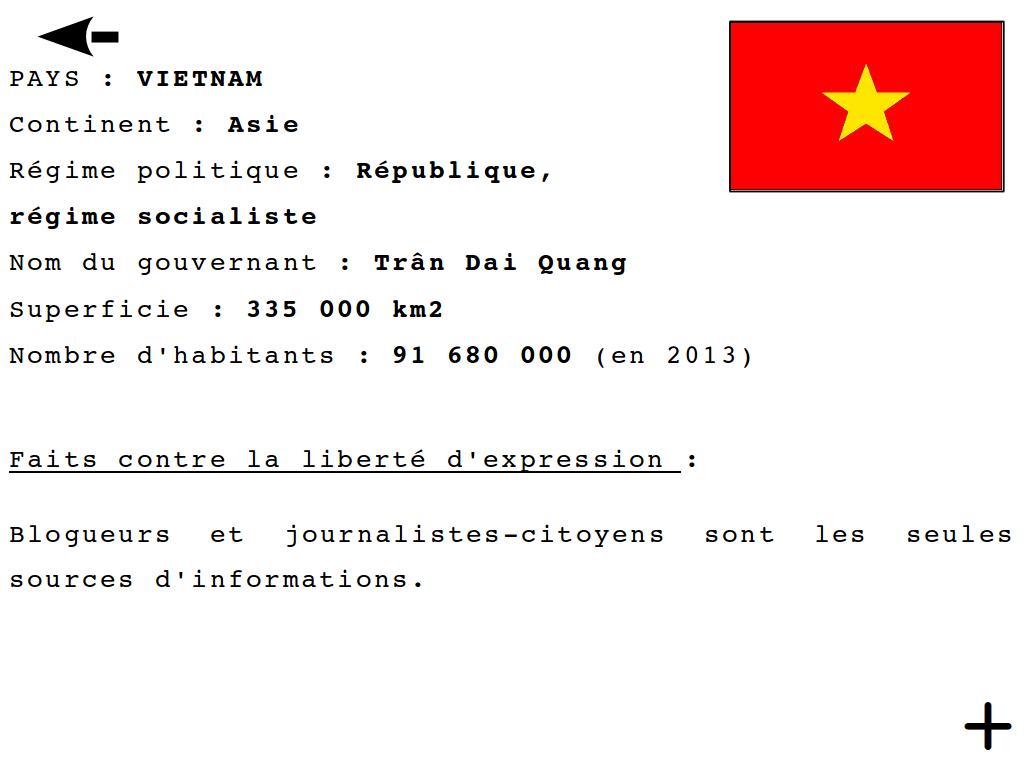 PAYS : VIETNAM
Continent : Asie
Régime politique : République,
régime socialiste
Nom du gouvernant : Trân Dai Quang
Superficie : 335 000 km2
Nombre d'habitants : 91 680 000 (en 2013)
Faits contre la liberté d'expression :
Blogueurs et journalistes-citoyens sont les seules
sources d'informations.